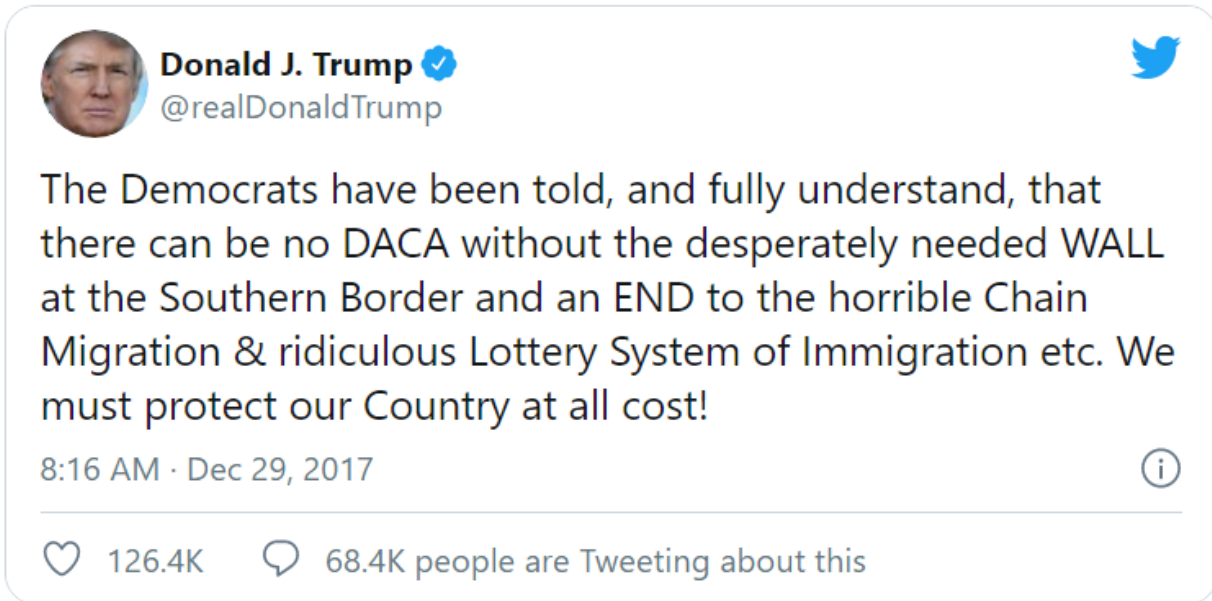 Donald J. Trump
@realDonaldTrump
The Democrats have been told, and fully understand, that
there can be no DACA without the desperately needed WALL
at the Southern Border and an END to the horrible Chain
Migration & ridiculous Lottery System of Immigration etc. We
must protect our Country at all cost!
8:16 AM · Dec 29, 2017
126.4K 68.4K people are Tweeting about this